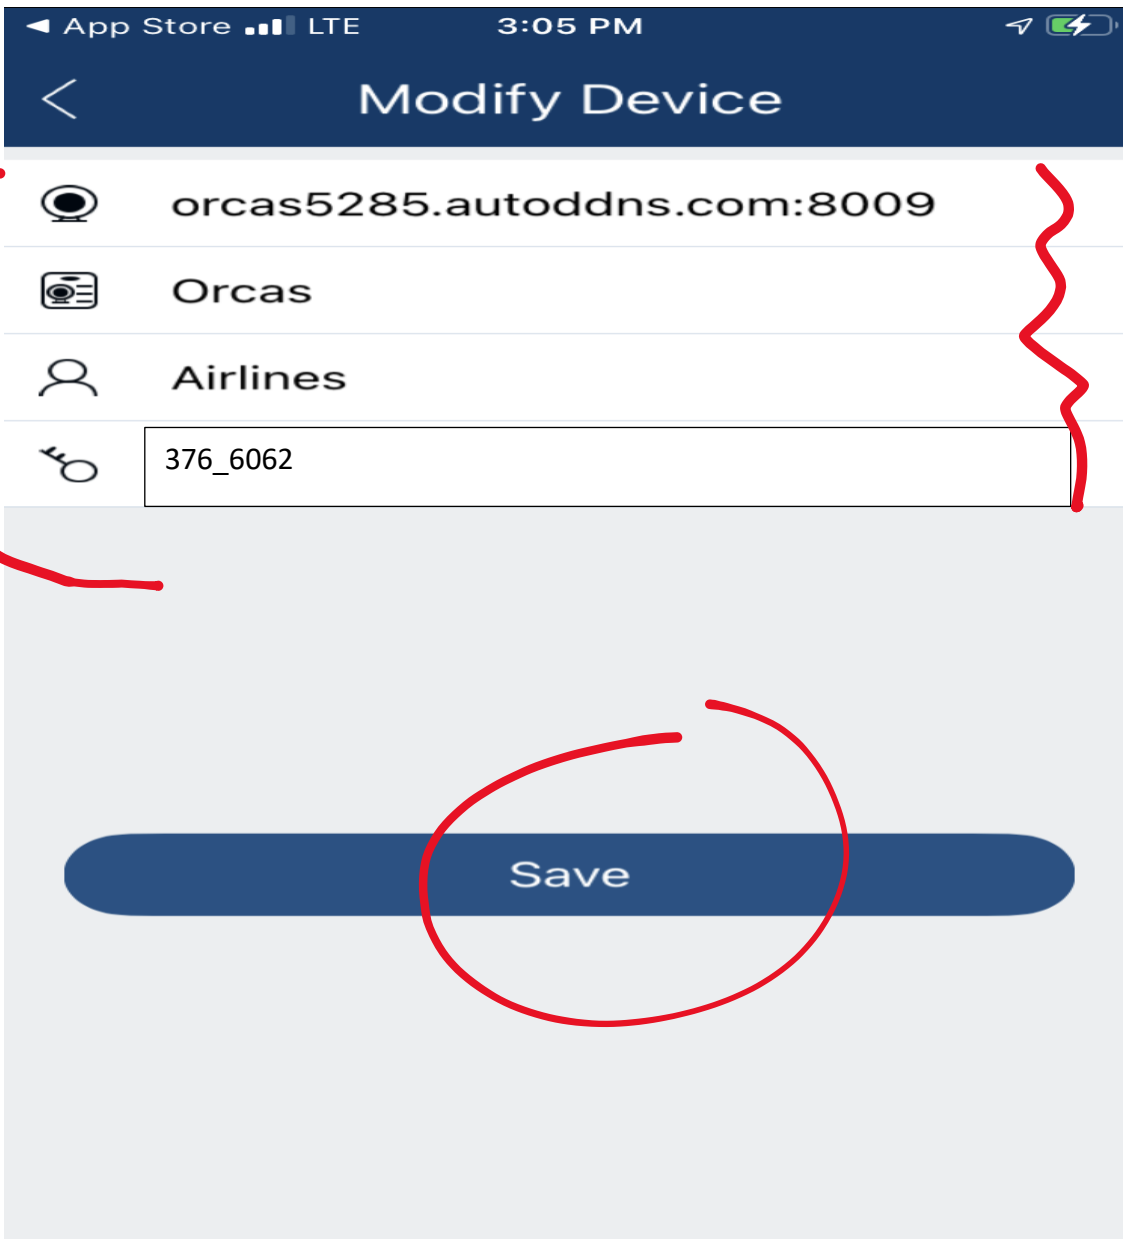 App Store LTE 3:05 PM
Modify Device
orcas5285.autoddns.com:8009
Orcas
Airlines
376_6062
Save